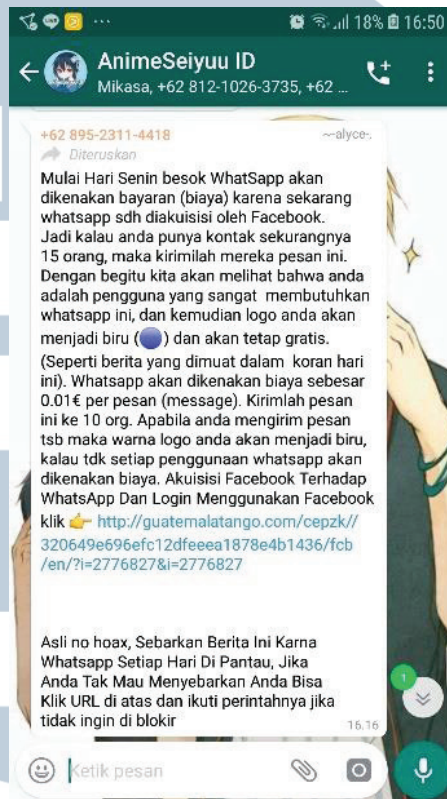 18% 16:50
AnimeSeiyuu ID
Mikasa, +62 812-1026-3735, +62 ...
+62 895-2311-4418 ~alyce-.
Diteruskan
Mulai Hari Senin besok WhatSapp akan
dikenakan bayaran (biaya) karena sekarang
whatsapp sdh diakuisisi oleh Facebook.
Jadi kalau anda punya kontak sekurangnya
15 orang, maka kirimilah mereka pesan ini.
Dengan begitu kita akan melihat bahwa anda
adalah pengguna yang sangat membutuhkan
whatsapp ini, dan kemudian logo anda akan
menjadi biru (🔵) dan akan tetap gratis.
(Seperti berita yang dimuat dalam koran hari
ini). Whatsapp akan dikenakan biaya sebesar
0.01€ per pesan (message). Kirimlah pesan
ini ke 10 org. Apabila anda mengirim pesan
tsb maka warna logo anda akan menjadi biru,
kalau tdk setiap penggunaan whatsapp akan
dikenakan biaya. Akuisisi Facebook Terhadap
WhatsApp Dan Login Menggunakan Facebook
klik 👉 http://guatemalatango.com/cepzk//
320649e696efc12dfeeea1878e4b1436/fcb
/en/?i=2776827&i=2776827
Asli no hoax, Sebarkan Berita Ini Karna
Whatsapp Setiap Hari Di Pantau, Jika
Anda Tak Mau Menyebarkan Anda Bisa
Klik URL di atas dan ikuti perintahnya jika
tidak ingin di blokir
16.16
1
Ketik pesan